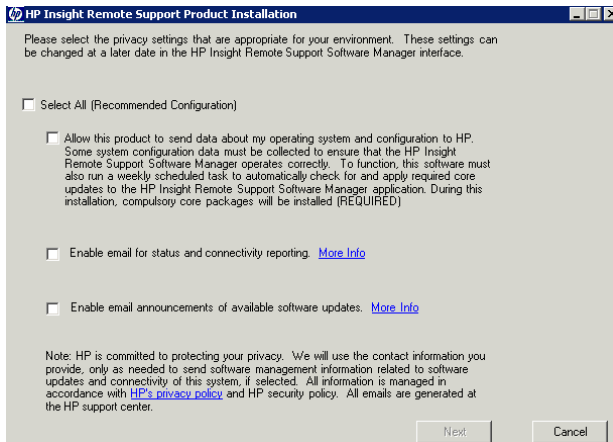 HP Insight Remote Support Product Installation
Please select the privacy settings that are appropriate for your environment.  These settings can
be changed at a later date in the HP Insight Remote Support Software Manager interface.
Select All (Recommended Configuration)
Allow this product to send data about my operating system and configuration to HP.
Some system configuration data must be collected to ensure that the HP Insight
Remote Support Software Manager operates correctly.   To function, this software must
also run a weekly scheduled task to automatically check for and apply required core
updates to the HP Insight Remote Support Software Manager application. During this
installation, compulsory core packages will be installed (REQUIRED)
Enable email for status and connectivity reporting.  More Info
Enable email announcements of available software updates.  More Info
Note: HP is committed to protecting your privacy.  We will use the contact information you
provide, only as needed to send software management information related to software
updates and connectivity of this system, if selected.  All information is managed in
accordance with HP's privacy policy and HP security policy.  All emails are generated at
the HP support center.
Next Cancel